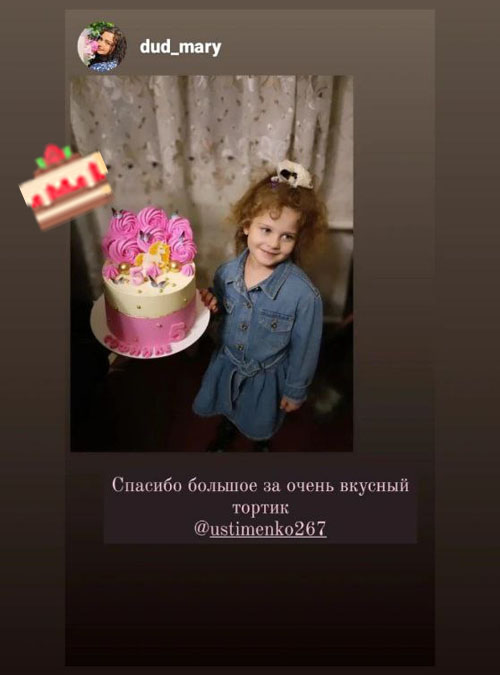 dud_mary
Спасибо большое за очень вкусный
тортик
@ustimenko267